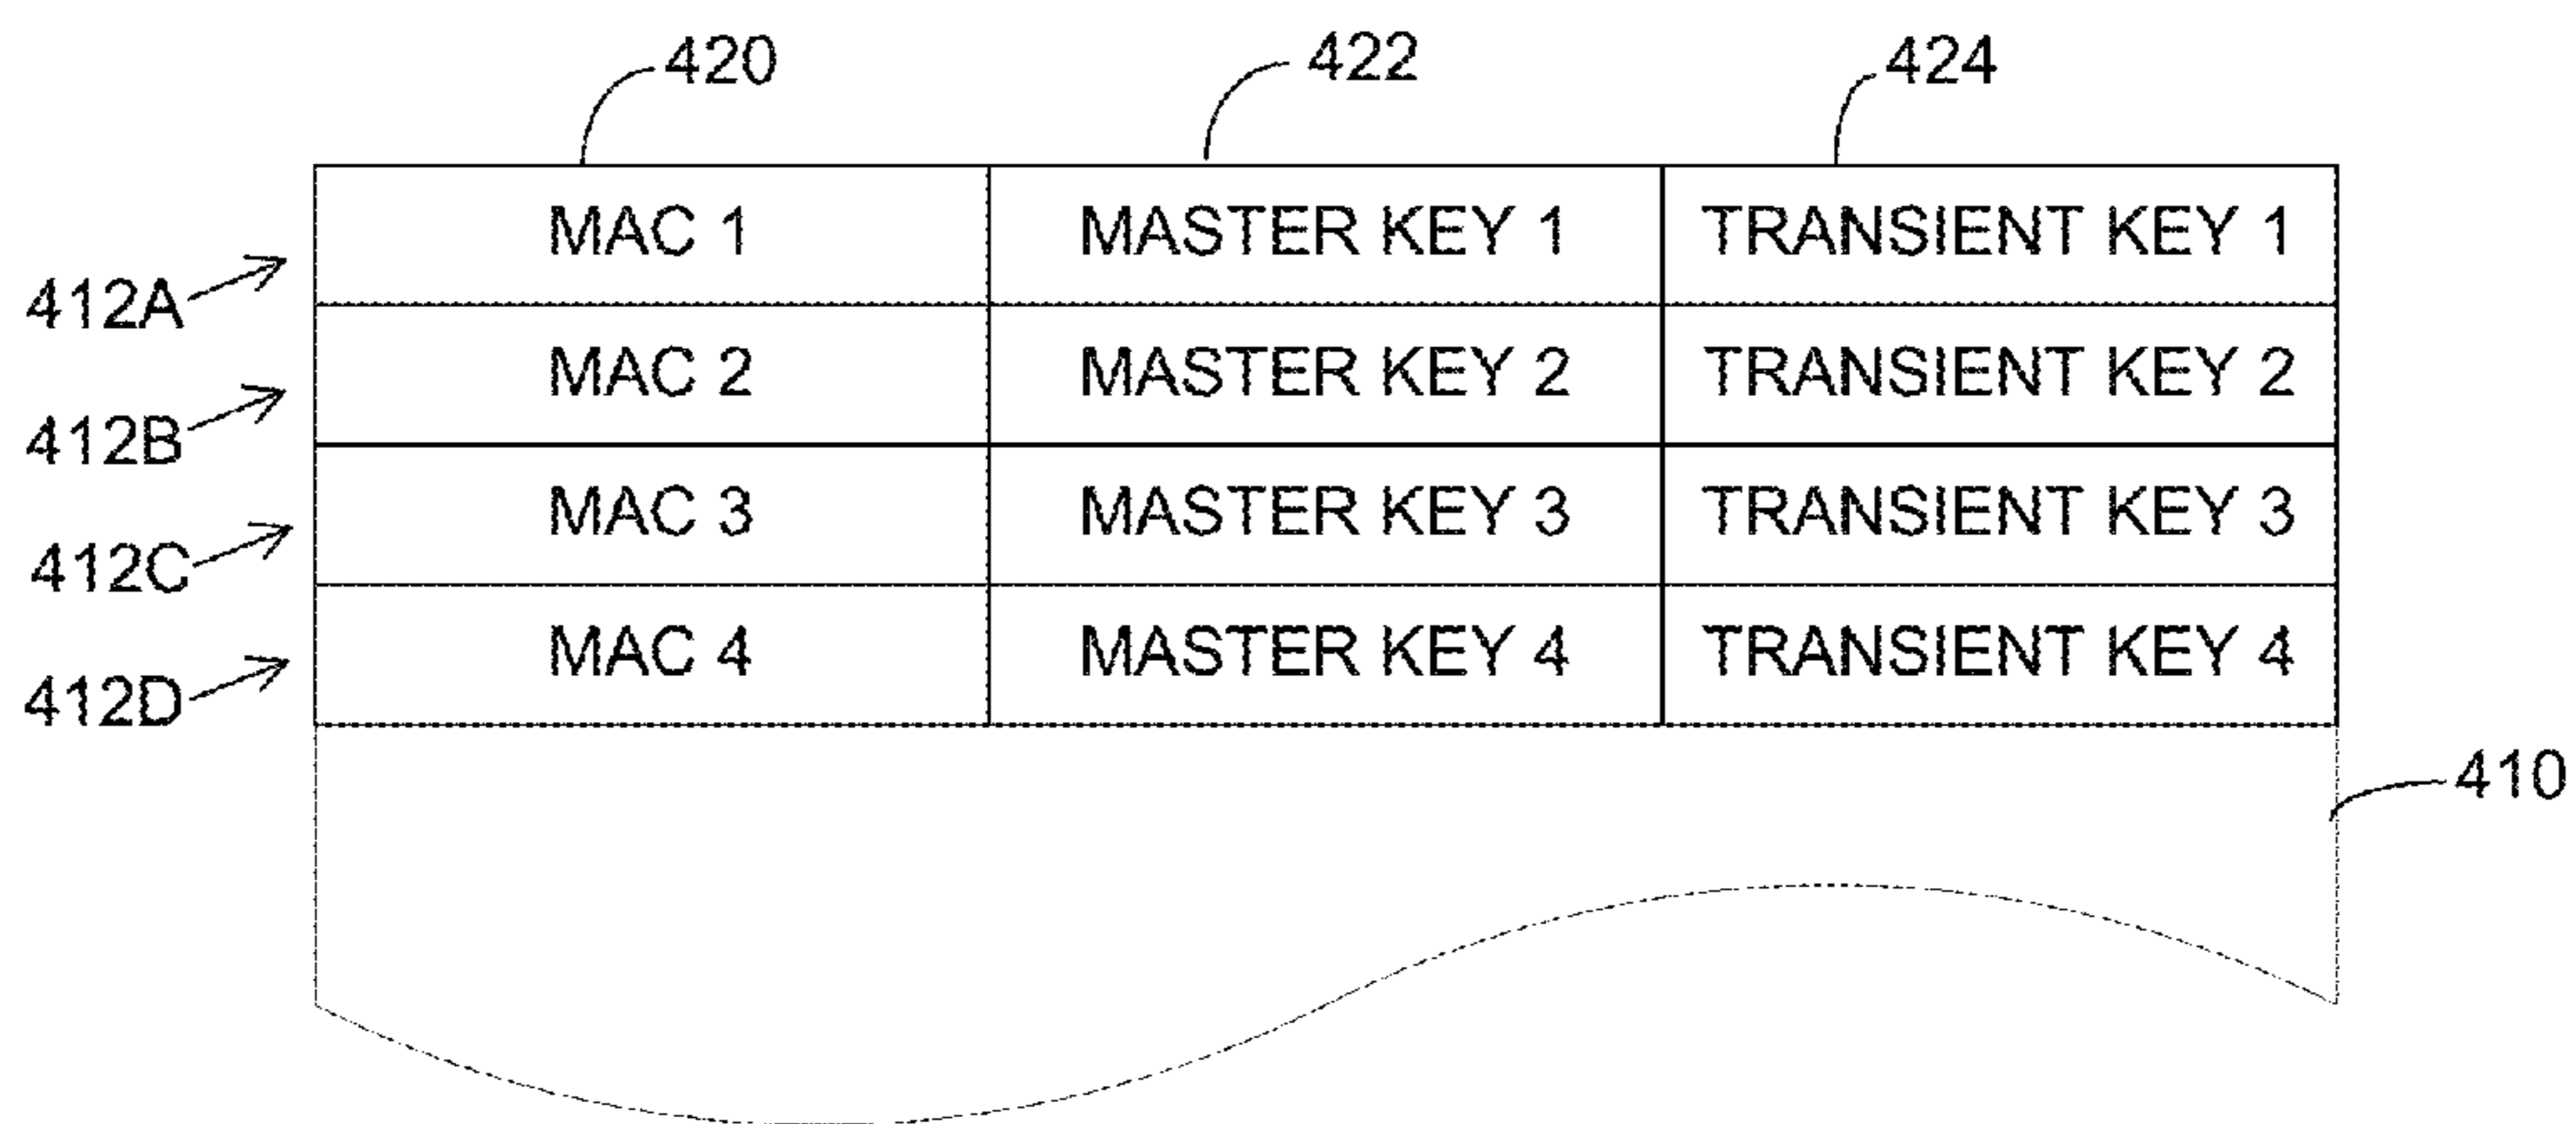 420 422 424
MAC 1 MASTER KEY 1 TRANSIENT KEY 1
412A
MAC 2 MASTER KEY 2 TRANSIENT KEY 2
412B
MAC 3 MASTER KEY 3 TRANSIENT KEY 3
412C
MAC 4 MASTER KEY 4 TRANSIENT KEY 4
412D
410